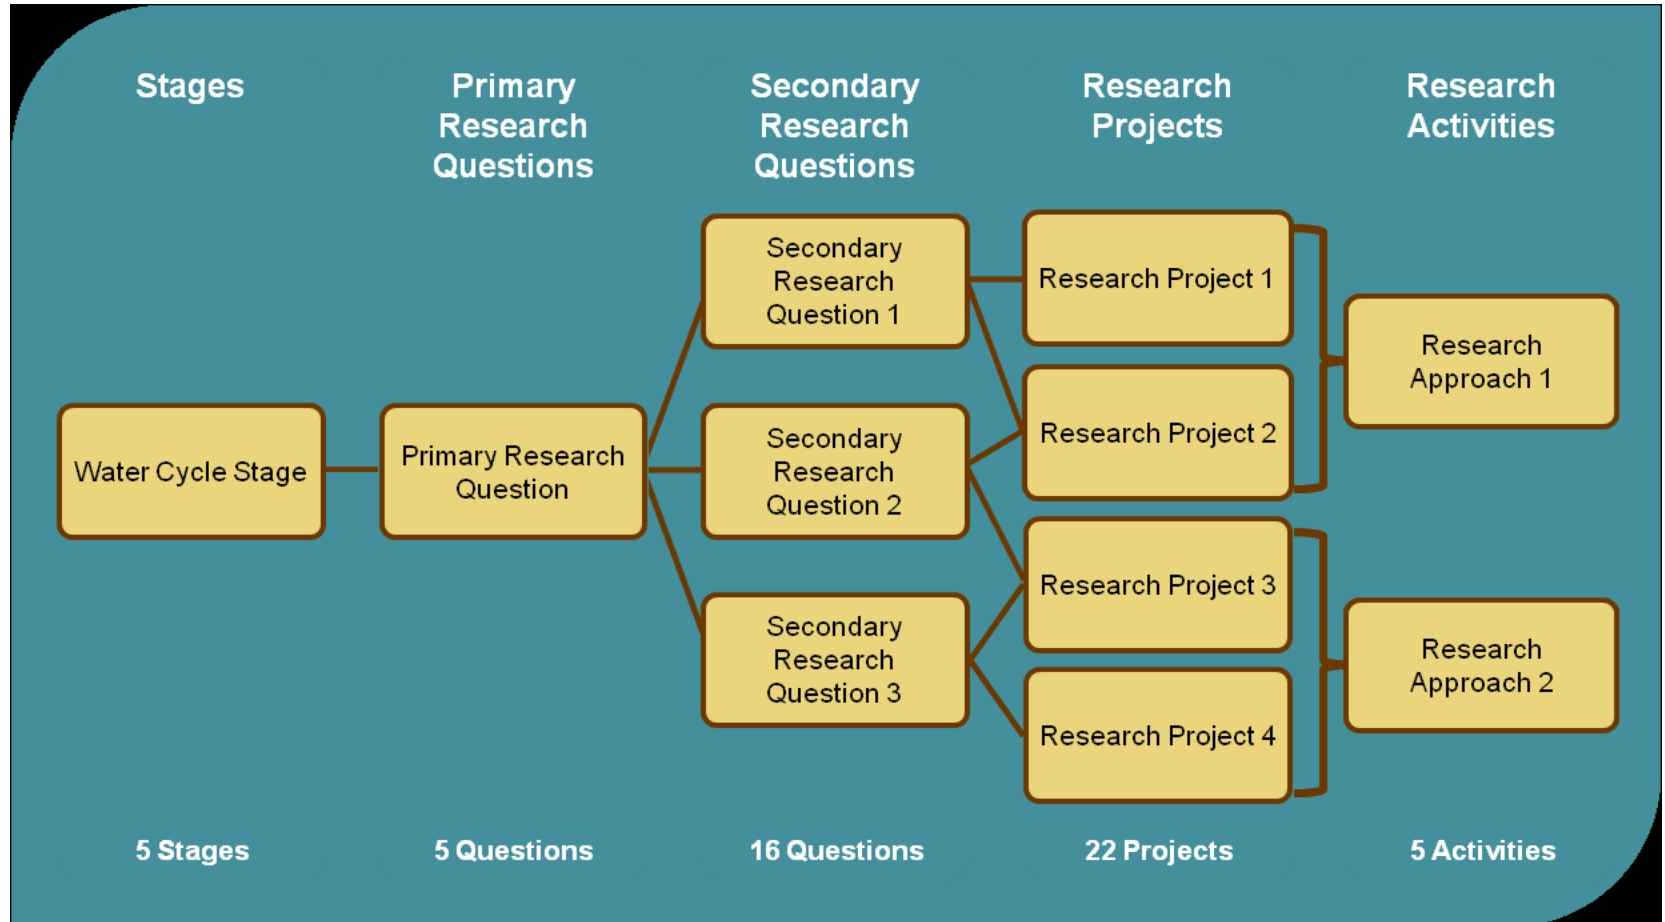 Stages
Primary
Research
Questions
Secondary
Research
Questions
Research
Projects
Research
Activities
Water Cycle Stage
Primary Research
Question
Secondary
Research
Question 1
Secondary
Research
Question 2
Secondary
Research
Question 3
Research Project 1
Research Project 2
Research Project 3
Research Project 4
Research
Approach 1
Research
Approach 2
5 Stages
5 Questions
16 Questions
22 Projects
5 Activities